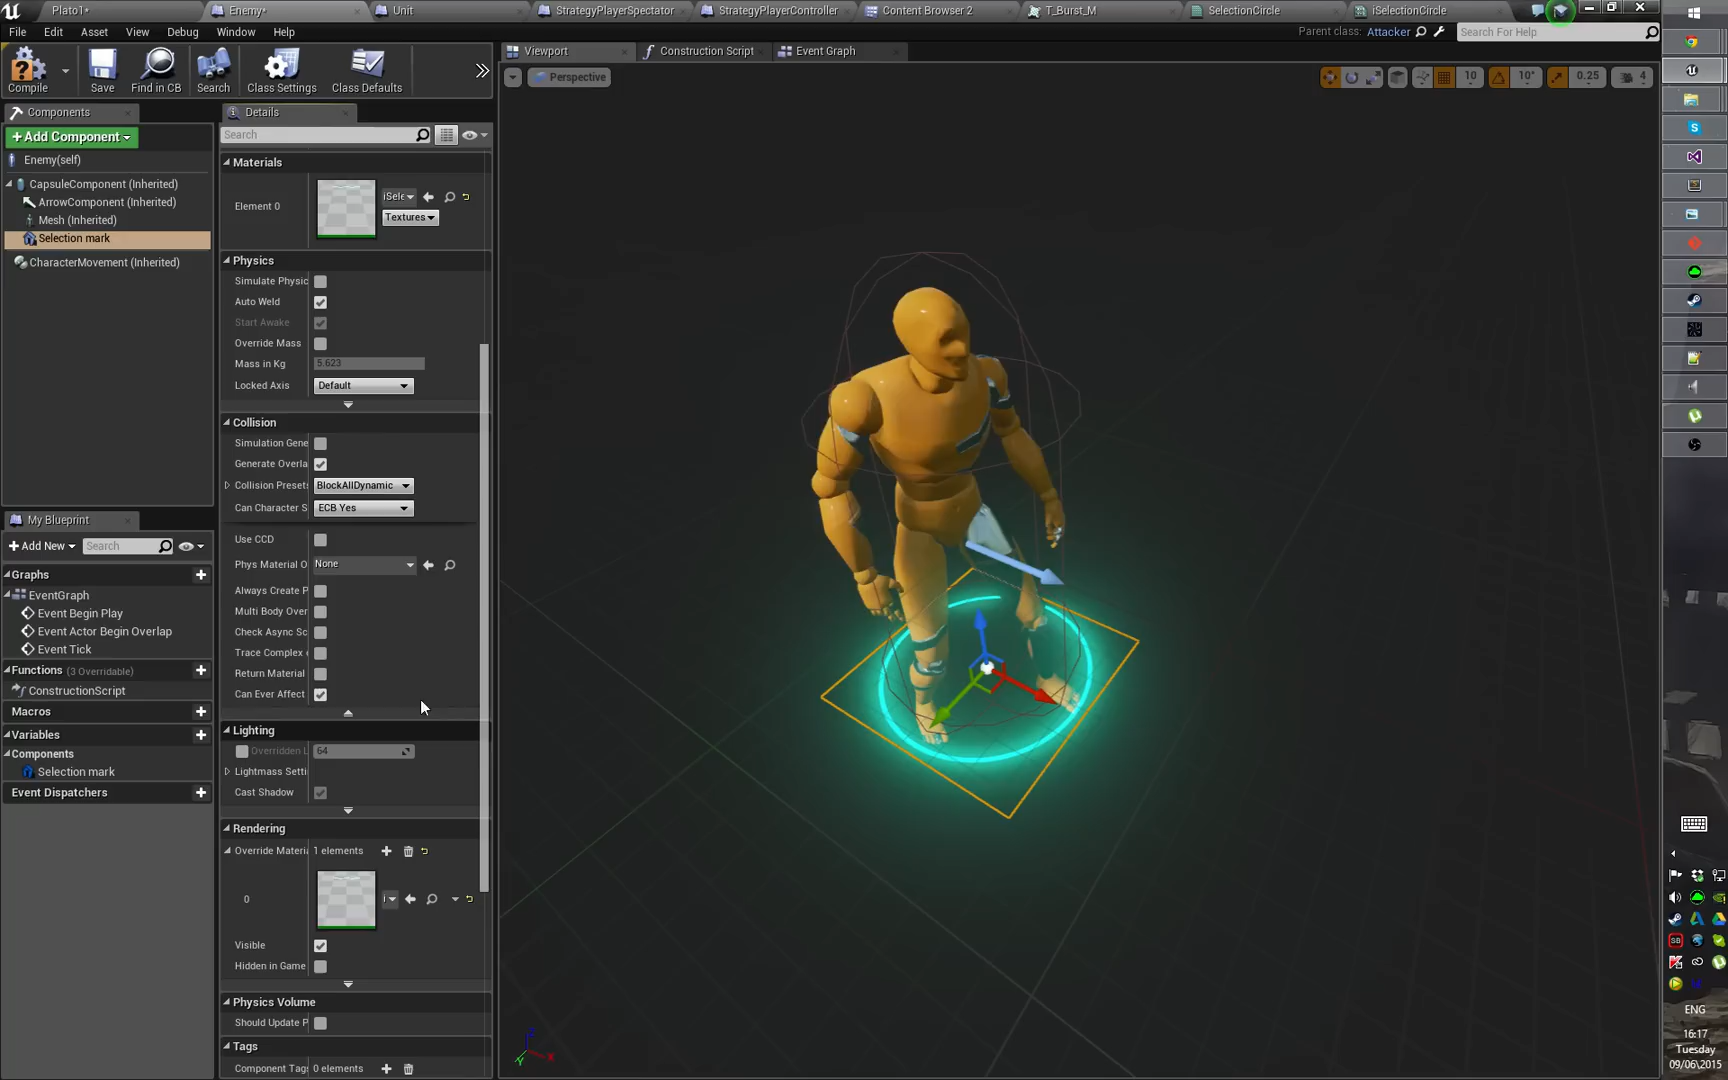 Plato1*
Enemy*
Unit
StrategyPlayerSpectator
StrategyPlayerController
Content Browser 2
T_Burst_M
SelectionCircle
iSelectionCircle
File Edit Asset View Debug Window Help
Parent class: Attacker
Search For Help
Compile
Save
Find in CB
Search
Class Settings
Class Defaults
Viewport
Construction Script
Event Graph
Perspective
10
10°
0.25
4
Components
+Add Component
Enemy(self)
CapsuleComponent (Inherited)
ArrowComponent (Inherited)
Mesh (Inherited)
Selection mark
CharacterMovement (Inherited)
My Blueprint
Add New
Search
Graphs
EventGraph
Event Begin Play
Event Actor Begin Overlap
Event Tick
Functions (3 Overridable)
ConstructionScript
Macros
Variables
Components
Selection mark
Event Dispatchers
Details
Search
Materials
Element 0
iSele
Textures
Physics
Simulate Physic
Auto Weld
Start Awake
Override Mass
Mass in Kg 5.623
Locked Axis Default
Collision
Simulation Gene
Generate Overla
Collision Preset: BlockAllDynamic
Can Character S ECB Yes
Use CCD
Phys Material O None
Always Create P
Multi Body Over
Check Async Sc
Trace Complex
Return Material
Can Ever Affect
Lighting
Overridden L 64
Lightmass Setti
Cast Shadow
Rendering
Override Materia 1 elements
0
Visible
Hidden in Game
Physics Volume
Should Update P
Tags
Component Tags 0 elements
Z
X
Y
ENG
16:17
Tuesday
09/06/2015